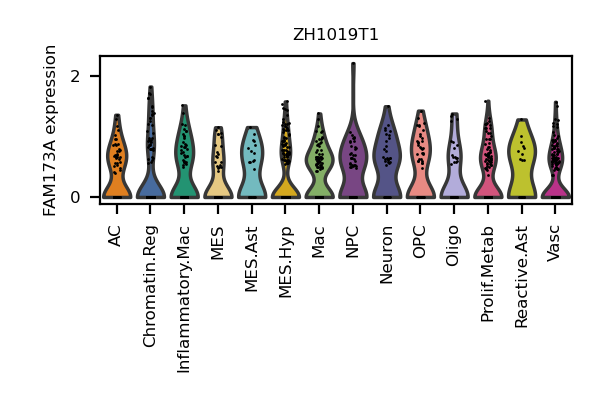 ZH1019T1
FAM173A expression
2
0
AC
Chromatin.Reg
Inflammatory.Mac
MES
MES.Ast
MES.Hyp
Mac
NPC
Neuron
OPC
Oligo
Prolif.Metab
Reactive.Ast
Vasc